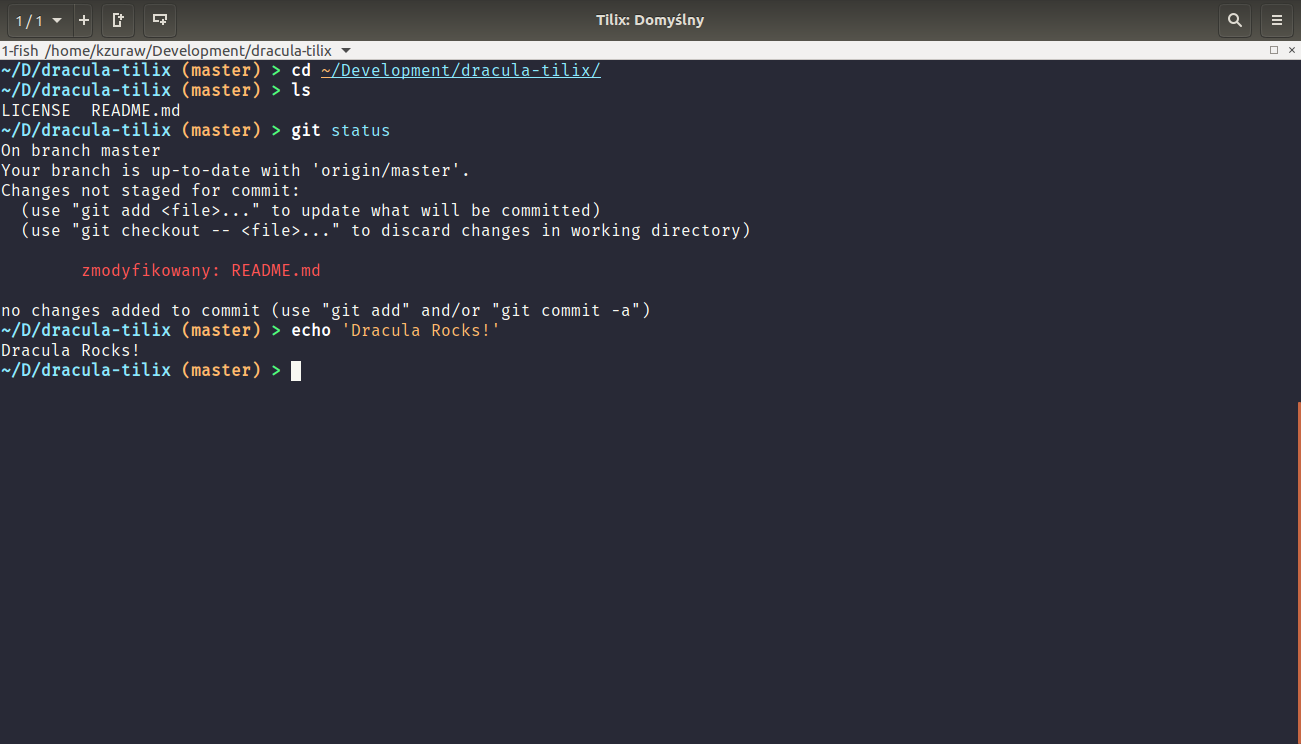 1 / 1
Tilix: Domyślny
1-fish /home/kzuraw/Development/dracula-tilix
~/D/dracula-tilix (master) > cd ~/Development/dracula-tilix/
~/D/dracula-tilix (master) > ls
LICENSE  README.md
~/D/dracula-tilix (master) > git status
On branch master
Your branch is up-to-date with 'origin/master'.
Changes not staged for commit:
  (use "git add <file>..." to update what will be committed)
  (use "git checkout -- <file>..." to discard changes in working directory)
        zmodyfikowany: README.md
no changes added to commit (use "git add" and/or "git commit -a")
~/D/dracula-tilix (master) > echo 'Dracula Rocks!'
Dracula Rocks!
~/D/dracula-tilix (master) >